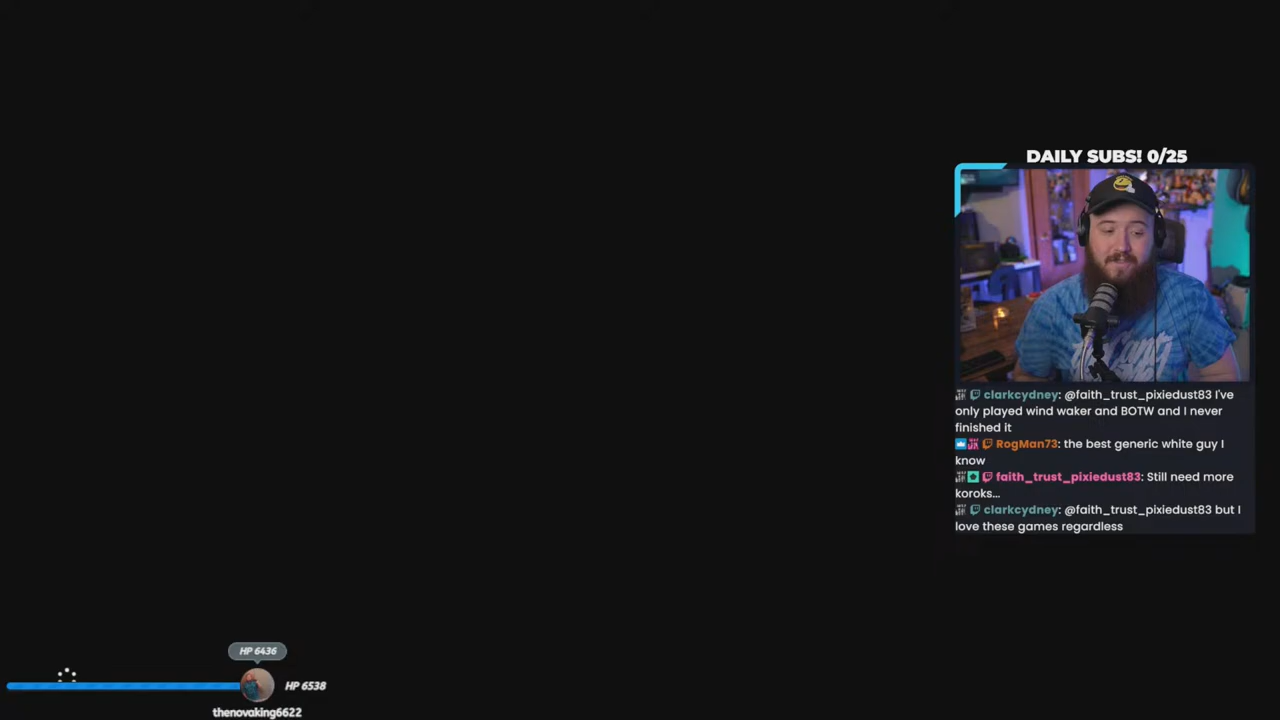 DAILY SUBS! 0/25
clarkcydney: @faith_trust_pixiedust83 I've
only played wind waker and BOTW and I never
finished it
RogMan73: the best generic white guy I
know
faith_trust_pixiedust83: Still need more
koroks...
clarkcydney: @faith_trust_pixiedust83 but I
love these games regardless
HP 6436
HP 6538
thenovaking6622